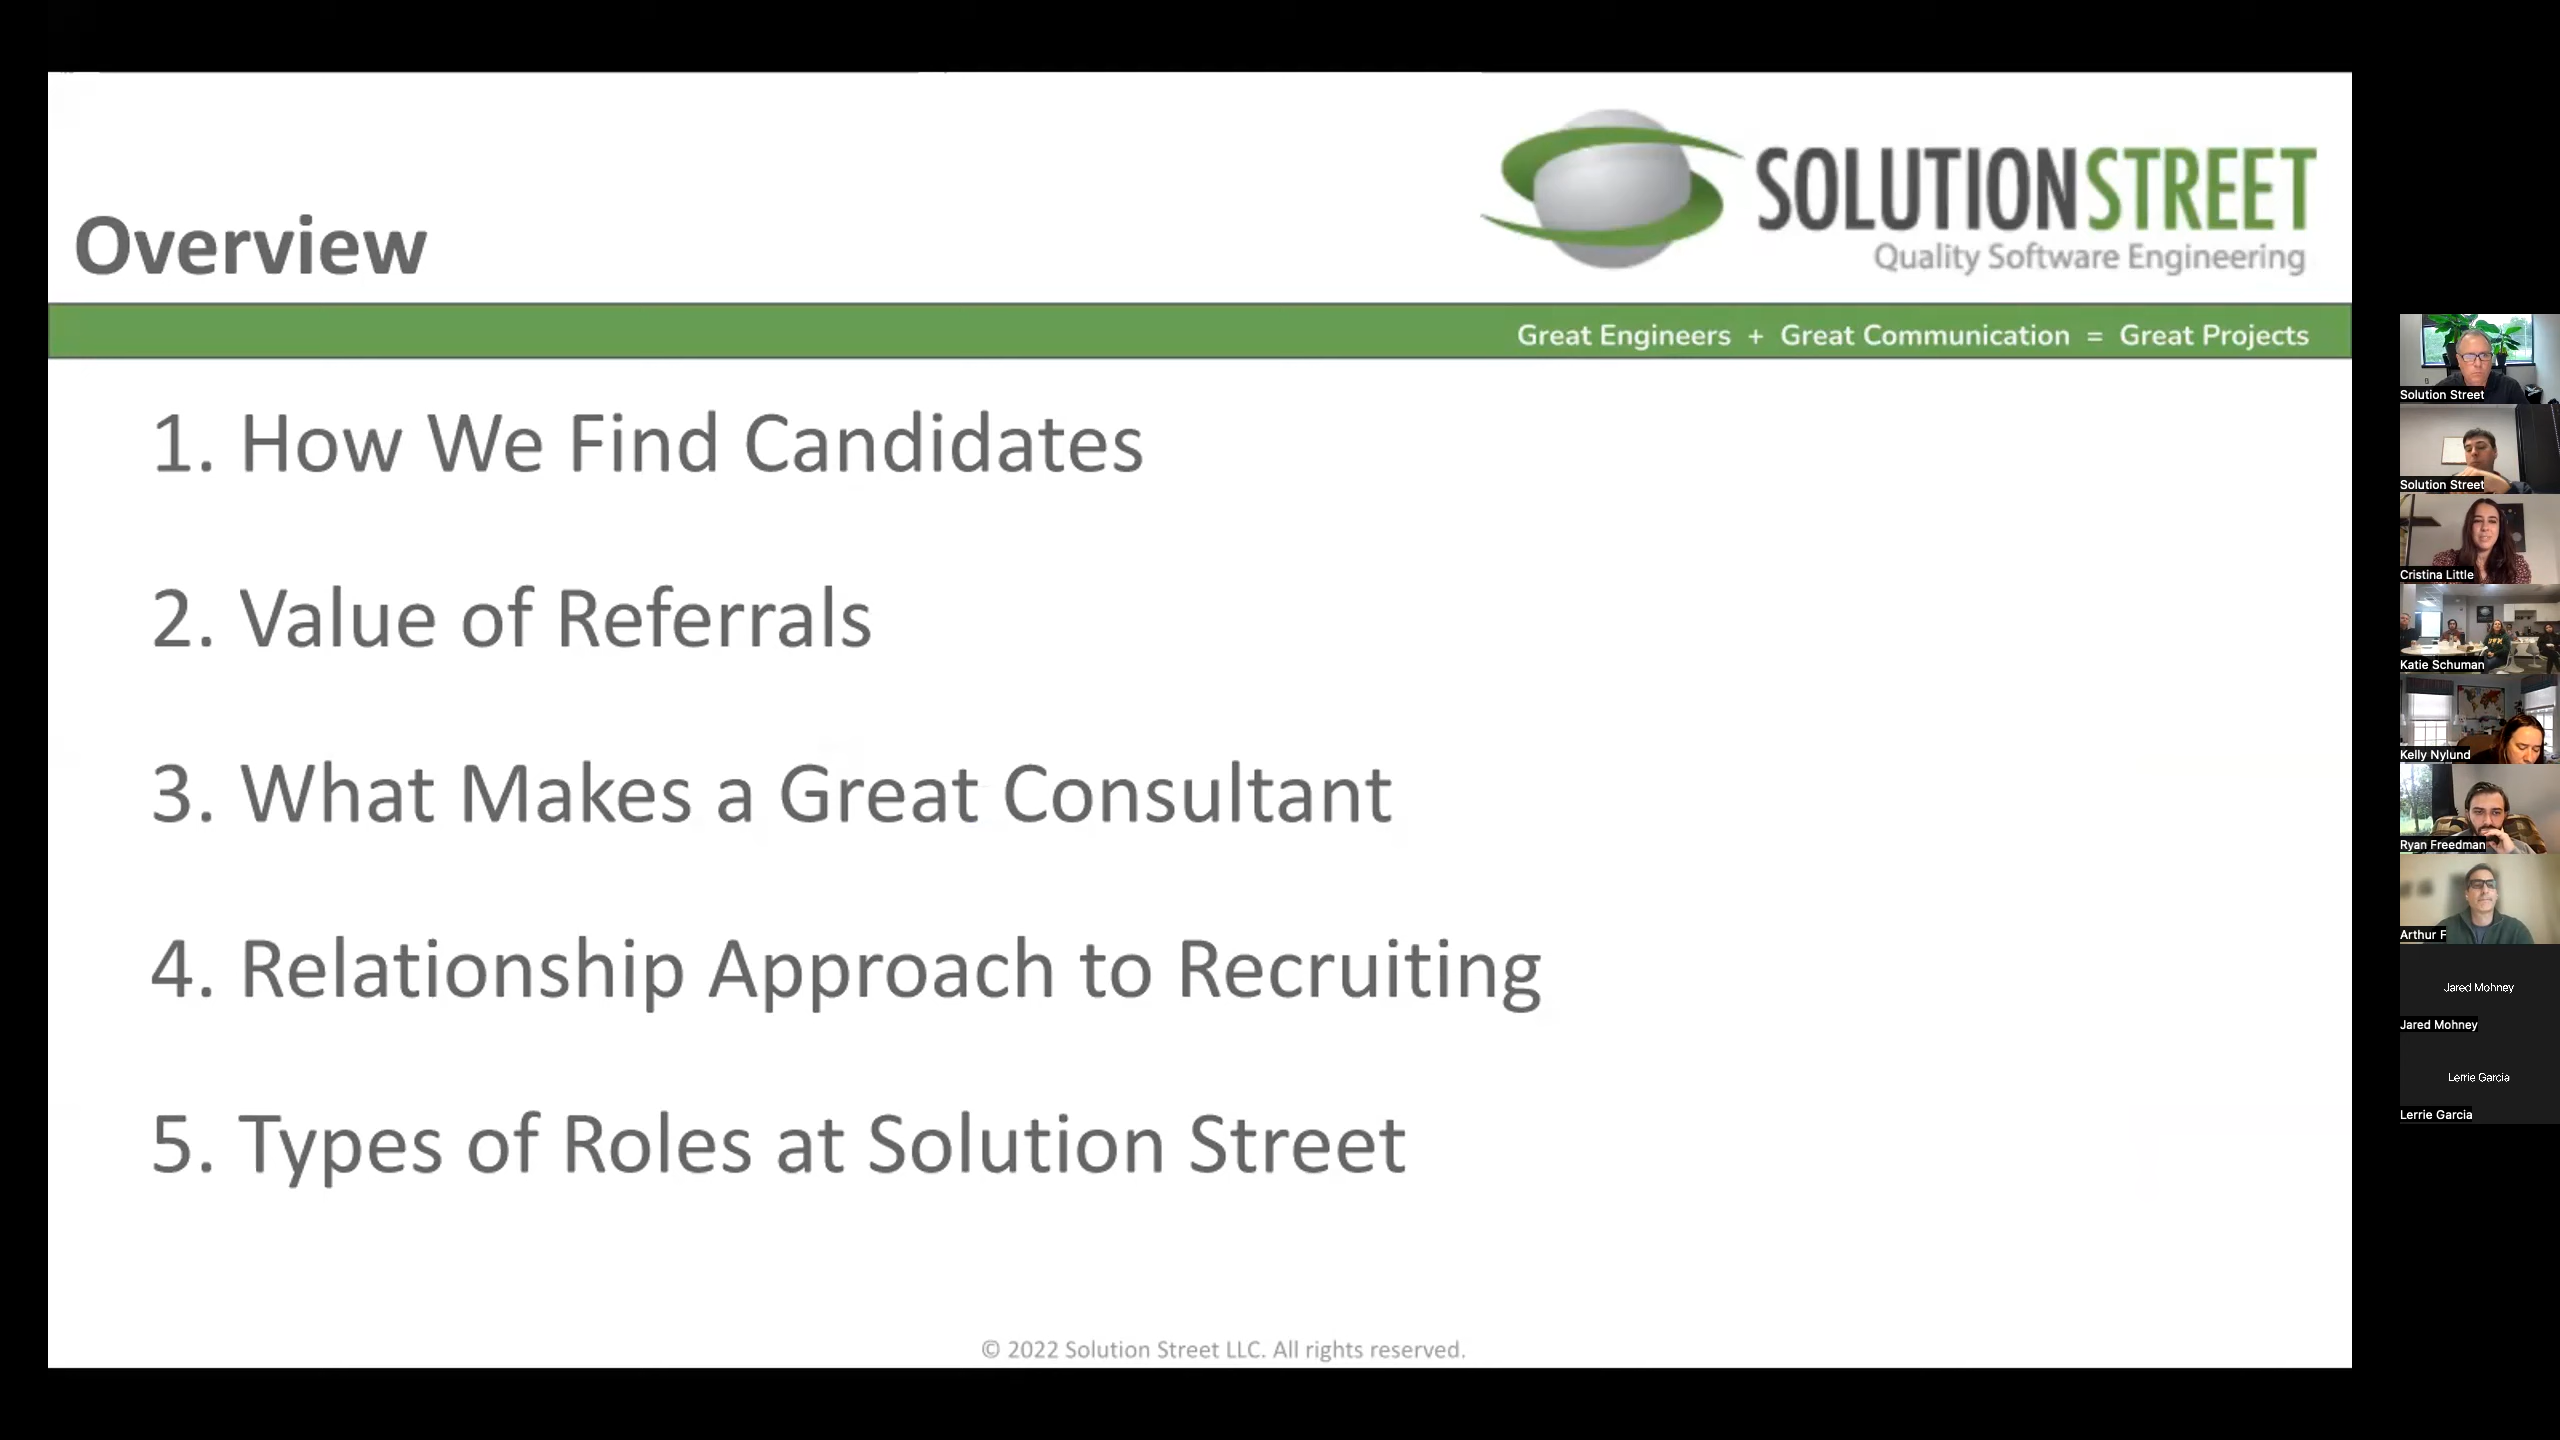 Overview
SOLUTIONSTREET
Quality Software Engineering
Great Engineers + Great Communication = Great Projects
1. How We Find Candidates
2. Value of Referrals
3. What Makes a Great Consultant
4. Relationship Approach to Recruiting
5. Types of Roles at Solution Street
© 2022 Solution Street LLC. All rights reserved.
Solution Street
Solution Street
Cristina Little
Katie Schuman
Kelly Nylund
Ryan Freedman
Arthur F
Jared Mohney
Jared Mohney
Lerrie Garcia
Lerrie Garcia